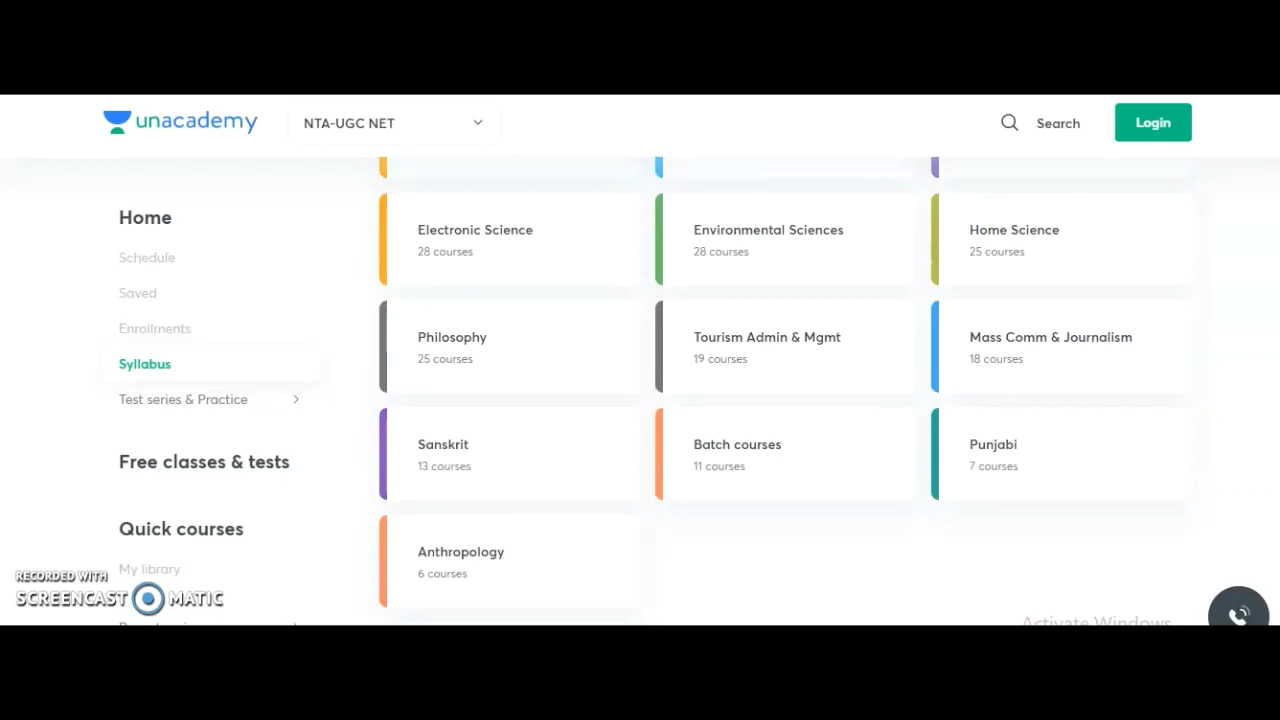 unacademy
NTA-UGC NET
Search
Login
Home
Schedule
Saved
Enrollments
Syllabus
Test series & Practice
Free classes & tests
Quick courses
My library
Electronic Science
28 courses
Environmental Sciences
28 courses
Home Science
25 courses
Philosophy
25 courses
Tourism Admin & Mgmt
19 courses
Mass Comm & Journalism
18 courses
Sanskrit
13 courses
Batch courses
11 courses
Punjabi
7 courses
Anthropology
6 courses
RECORDED WITH
SCREENCAST MATIC
Activate Windows